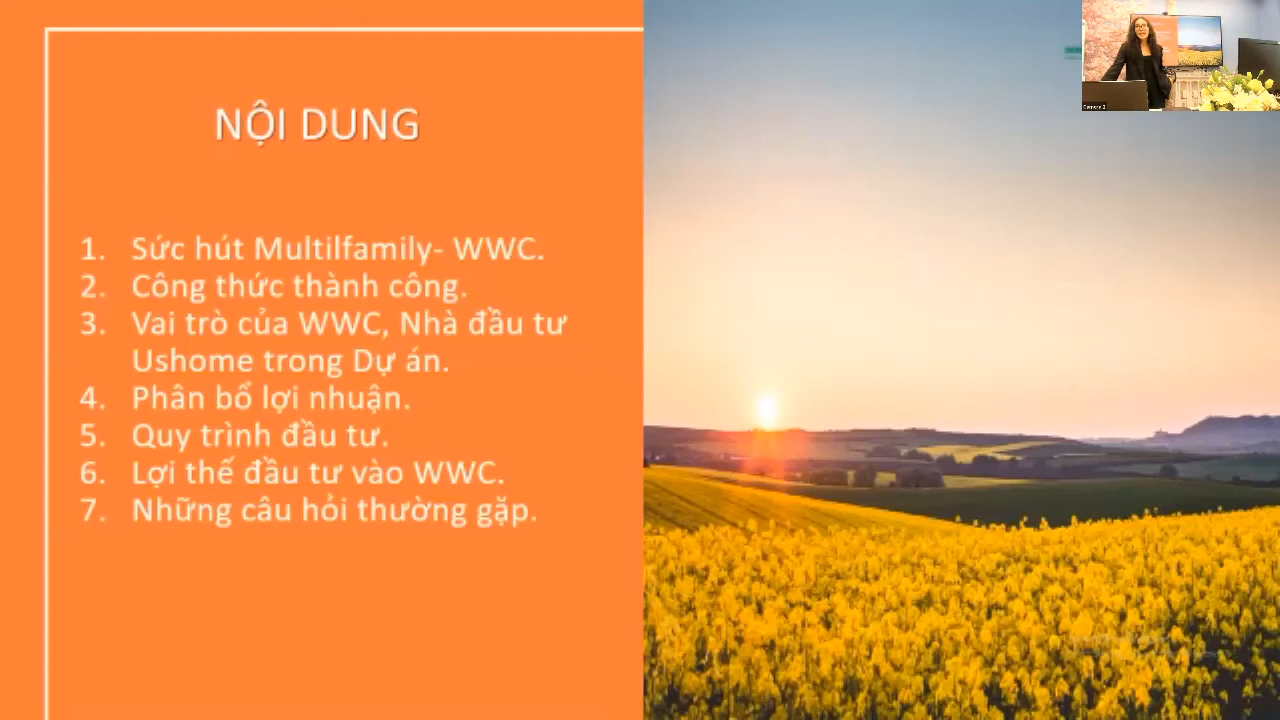 NỘI DUNG
1. Sức hút Multilfamily- WWC.
2. Công thức thành công.
3. Vai trò của WWC, Nhà đầu tư
Ushome trong Dự án.
4. Phân bổ lợi nhuận.
5. Quy trình đầu tư.
6. Lợi thế đầu tư vào WWC.
7. Những câu hỏi thường gặp.